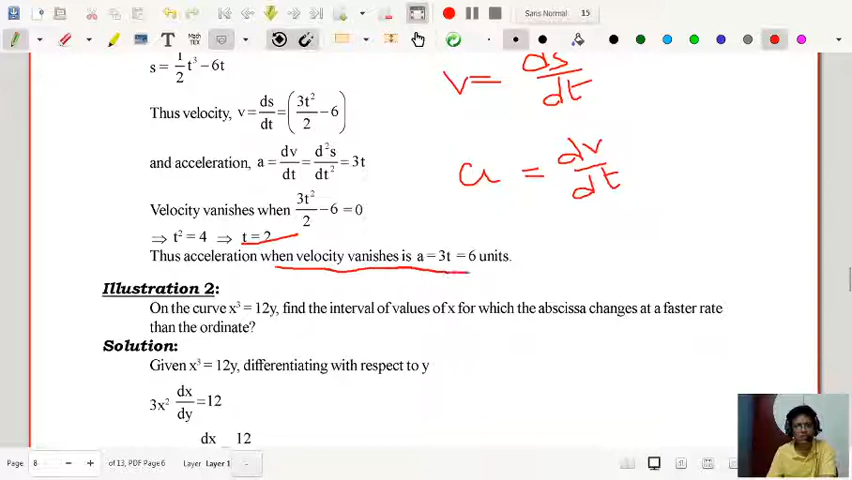 Sans Normal 15
MATH
TEX
s = 1/2 t³ − 6t
v = ds/dt
Thus velocity, v = ds/dt = (3t²/2 − 6)
and acceleration, a = dv/dt = d²s/dt² = 3t
a = dv/dt
Velocity vanishes when 3t²/2 − 6 = 0
⇒ t² = 4 ⇒ t = 2
Thus acceleration when velocity vanishes is a = 3t = 6 units.
Illustration 2:
On the curve x³ = 12y, find the interval of values of x for which the abscissa changes at a faster rate
than the ordinate?
Solution:
Given x³ = 12y, differentiating with respect to y
3x² dx/dy = 12
dx 12
Page 8 of 13, PDF Page 6 Layer Layer 1